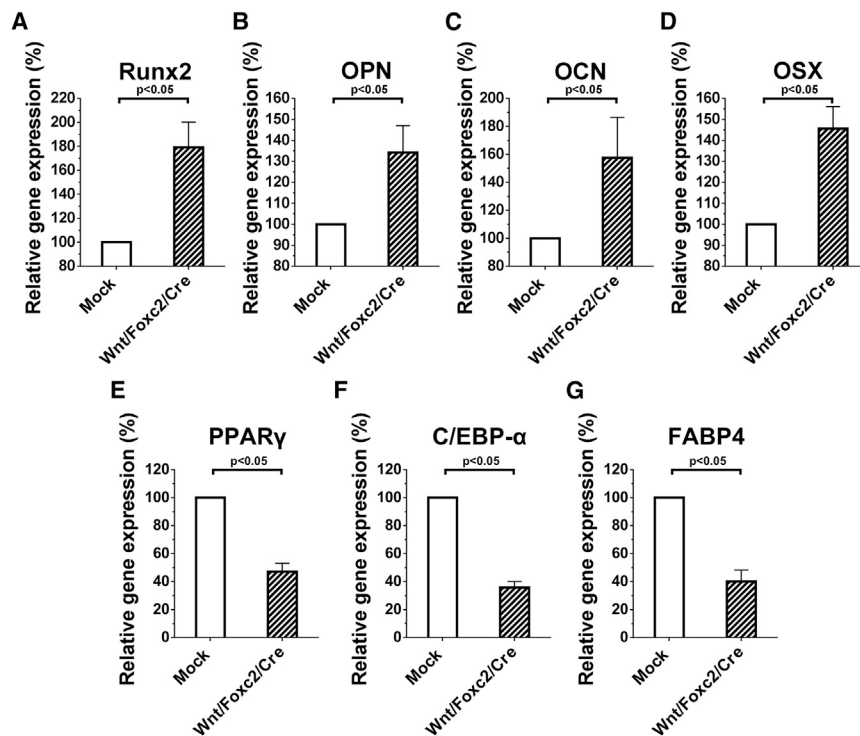 A
Relative gene expression (%)
Runx2
p<0.05
220
200
180
160
140
120
100
80
Mock
Wnt/Foxc2/Cre
B
Relative gene expression (%)
OPN
p<0.05
160
150
140
130
120
110
100
90
80
Mock
Wnt/Foxc2/Cre
C
Relative gene expression (%)
OCN
p<0.05
200
180
160
140
120
100
80
Mock
Wnt/Foxc2/Cre
D
Relative gene expression (%)
OSX
p<0.05
160
150
140
130
120
110
100
90
80
Mock
Wnt/Foxc2/Cre
E
Relative gene expression (%)
PPARγ
p<0.05
120
100
80
60
40
20
0
Mock
Wnt/Foxc2/Cre
F
Relative gene expression (%)
C/EBP-α
p<0.05
120
100
80
60
40
20
0
Mock
Wnt/Foxc2/Cre
G
Relative gene expression (%)
FABP4
p<0.05
120
100
80
60
40
20
0
Mock
Wnt/Foxc2/Cre